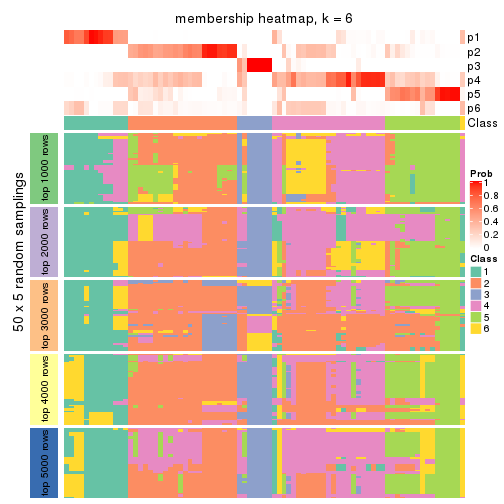 membership heatmap, k = 6
p1
p2
p3
p4
p5
p6
Class
50 x 5 random samplings
top 1000 rows
top 2000 rows
top 3000 rows
top 4000 rows
top 5000 rows
Prob
1
0.8
0.6
0.4
0.2
0
Class
1
2
3
4
5
6